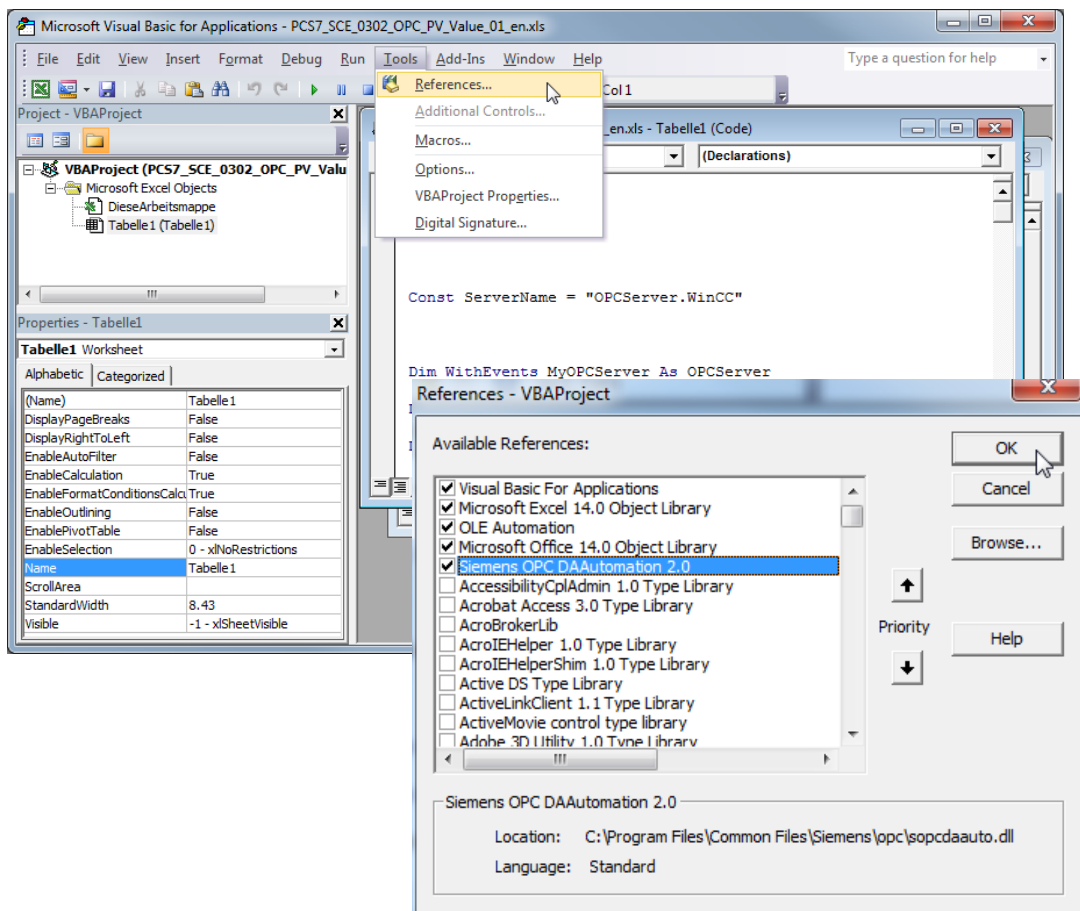 Microsoft Visual Basic for Applications - PCS7_SCE_0302_OPC_PV_Value_01_en.xls
File Edit View Insert Format Debug Run Tools Add-Ins Window Help
Type a question for help
References...
Additional Controls...
Macros...
Options...
VBAProject Properties...
Digital Signature...
Col 1
Project - VBAProject
VBAProject (PCS7_SCE_0302_OPC_PV_Valu
Microsoft Excel Objects
DieseArbeitsmappe
Tabelle1 (Tabelle1)
_en.xls - Tabelle1 (Code)
(Declarations)
Const ServerName = "OPCServer.WinCC"
Dim WithEvents MyOPCServer As OPCServer
Properties - Tabelle1
Tabelle1 Worksheet
Alphabetic Categorized
(Name) Tabelle1
DisplayPageBreaks False
DisplayRightToLeft False
EnableAutoFilter False
EnableCalculation True
EnableFormatConditionsCalcu True
EnableOutlining False
EnablePivotTable False
EnableSelection 0 - xlNoRestrictions
Name Tabelle1
ScrollArea
StandardWidth 8.43
Visible -1 - xlSheetVisible
References - VBAProject
Available References:
Visual Basic For Applications
Microsoft Excel 14.0 Object Library
OLE Automation
Microsoft Office 14.0 Object Library
Siemens OPC DAAutomation 2.0
AccessibilityCplAdmin 1.0 Type Library
Acrobat Access 3.0 Type Library
AcroBrokerLib
AcroIEHelper 1.0 Type Library
AcroIEHelperShim 1.0 Type Library
Active DS Type Library
ActiveLinkClient 1.1 Type Library
ActiveMovie control type library
Adobe 3D Utility 1.0 Type Library
OK
Cancel
Browse...
Priority
Help
Siemens OPC DAAutomation 2.0
Location: C:\Program Files\Common Files\Siemens\opc\sopcdaauto.dll
Language: Standard